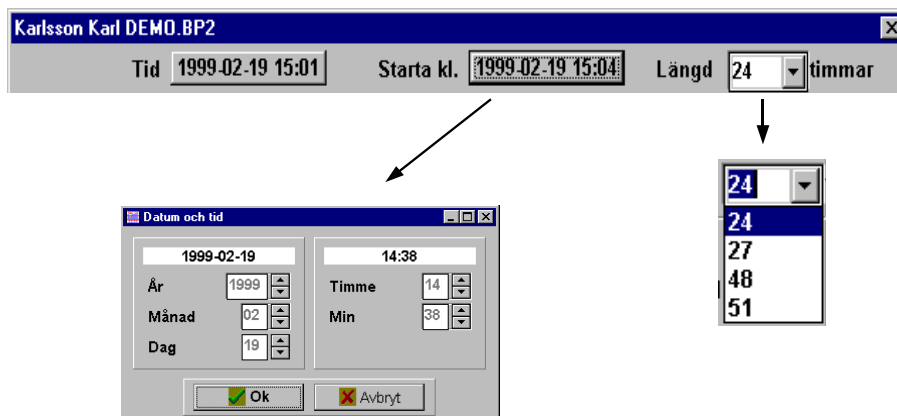 Karlsson Karl DEMO.BP2
Tid 1999-02-19 15:01 Starta kl. 1999-02-19 15:04 Längd 24 timmar
24
24
27
48
51
Datum och tid
1999-02-19 14:38
År 1999 Timme 14
Månad 02 Min 38
Dag 19
Ok Avbryt